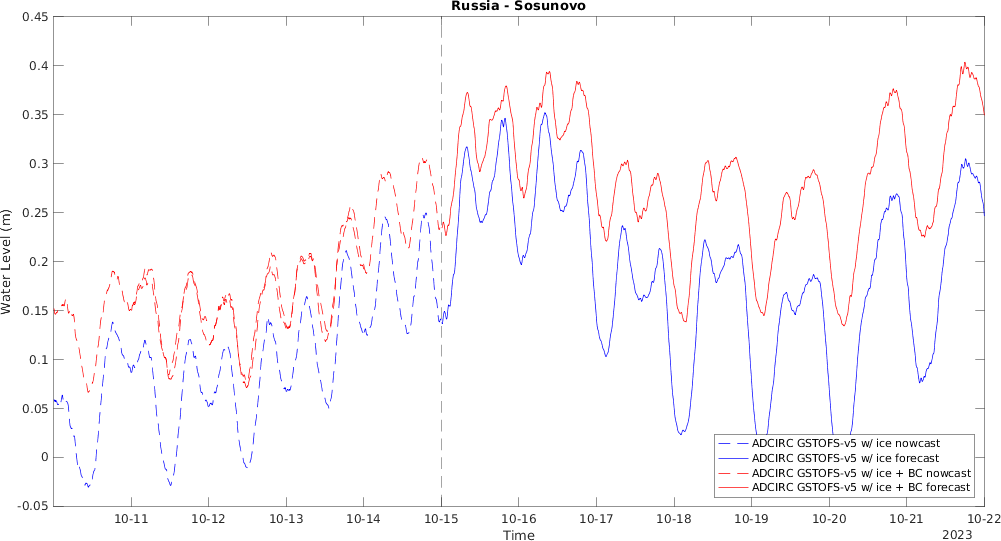 Russia - Sosunovo
0.45
0.4
0.35
0.3
0.25
0.2
0.15
0.1
0.05
0
-0.05
Water Level (m)
ADCIRC GSTOFS-v5 w/ ice nowcast
ADCIRC GSTOFS-v5 w/ ice forecast
ADCIRC GSTOFS-v5 w/ ice + BC nowcast
ADCIRC GSTOFS-v5 w/ ice + BC forecast
10-11 10-12 10-13 10-14 10-15 10-16 10-17 10-18 10-19 10-20 10-21 10-22
Time
2023